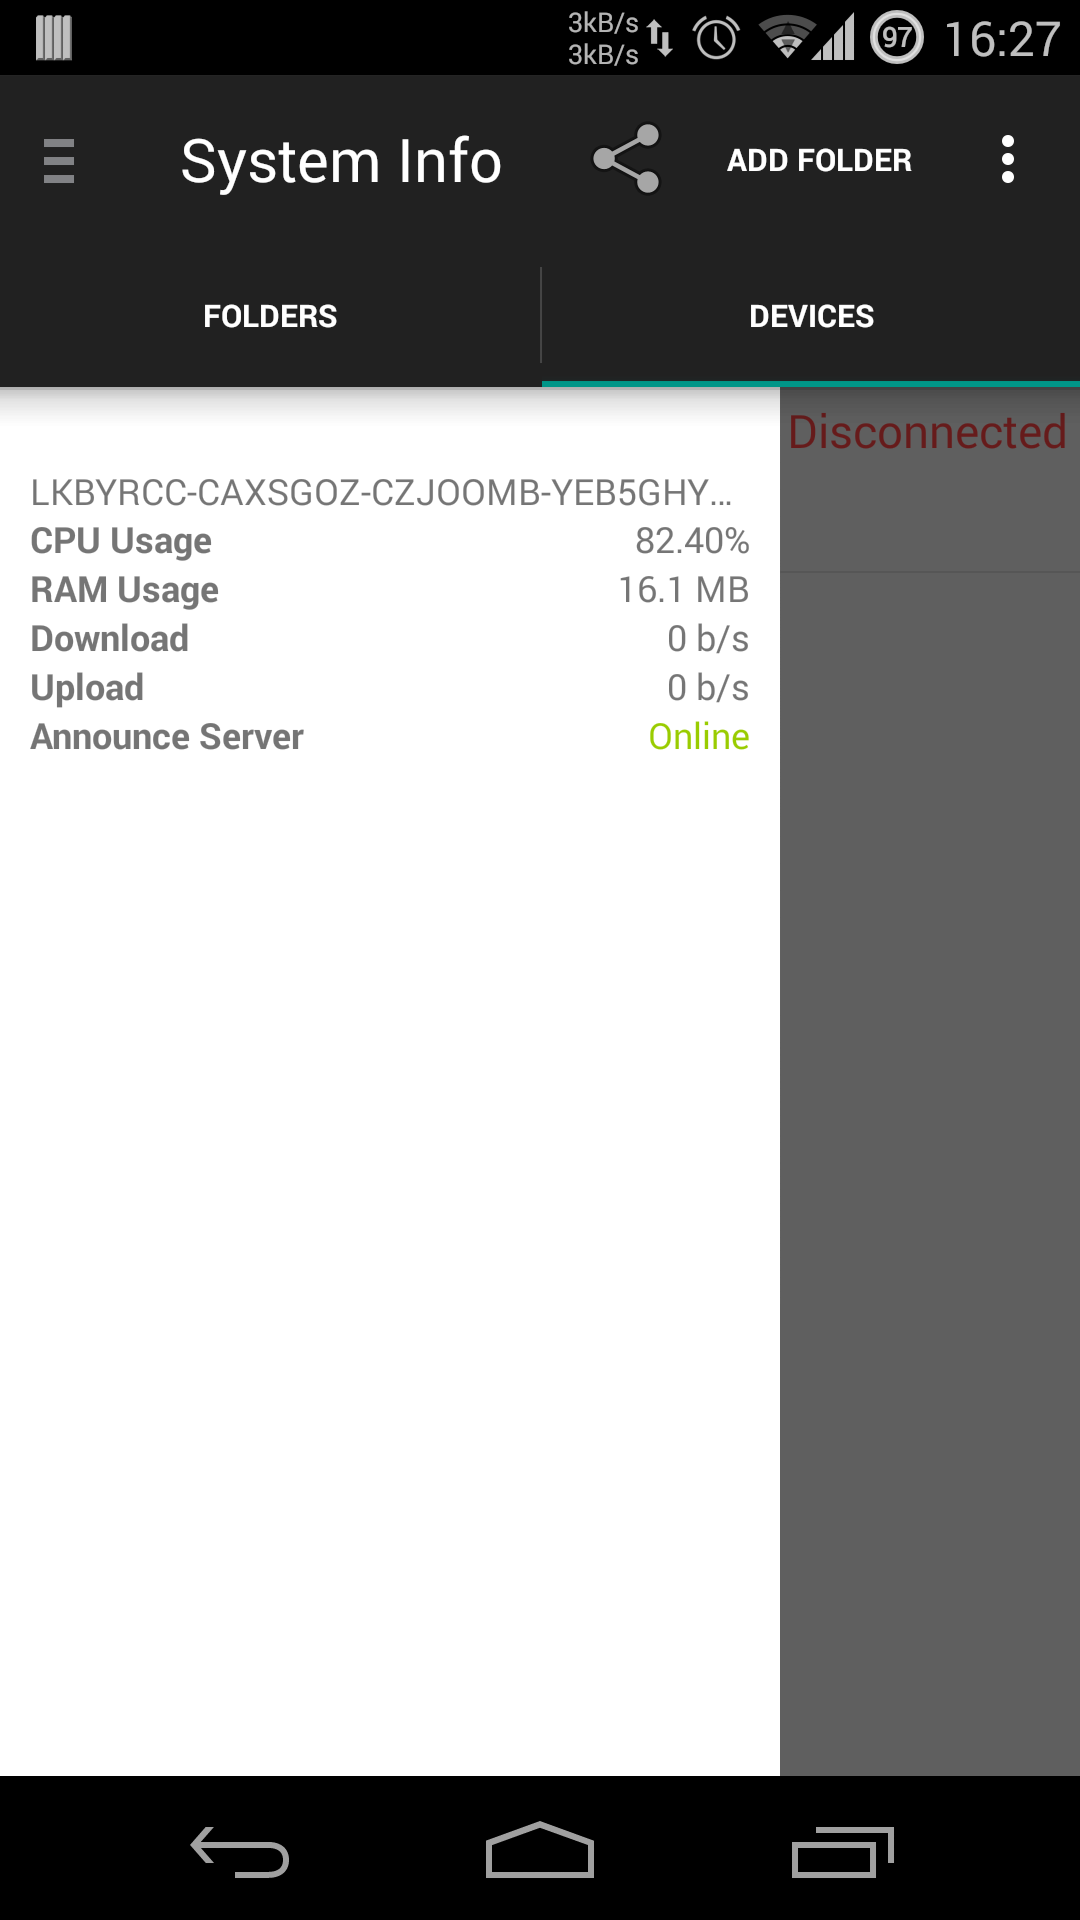 3kB/s
3kB/s
97
16:27
System Info
ADD FOLDER
FOLDERS
DEVICES
Disconnected
LKBYRCC-CAXSGOZ-CZJOOMB-YEB5GHY...
CPU Usage 82.40%
RAM Usage 16.1 MB
Download 0 b/s
Upload 0 b/s
Announce Server Online